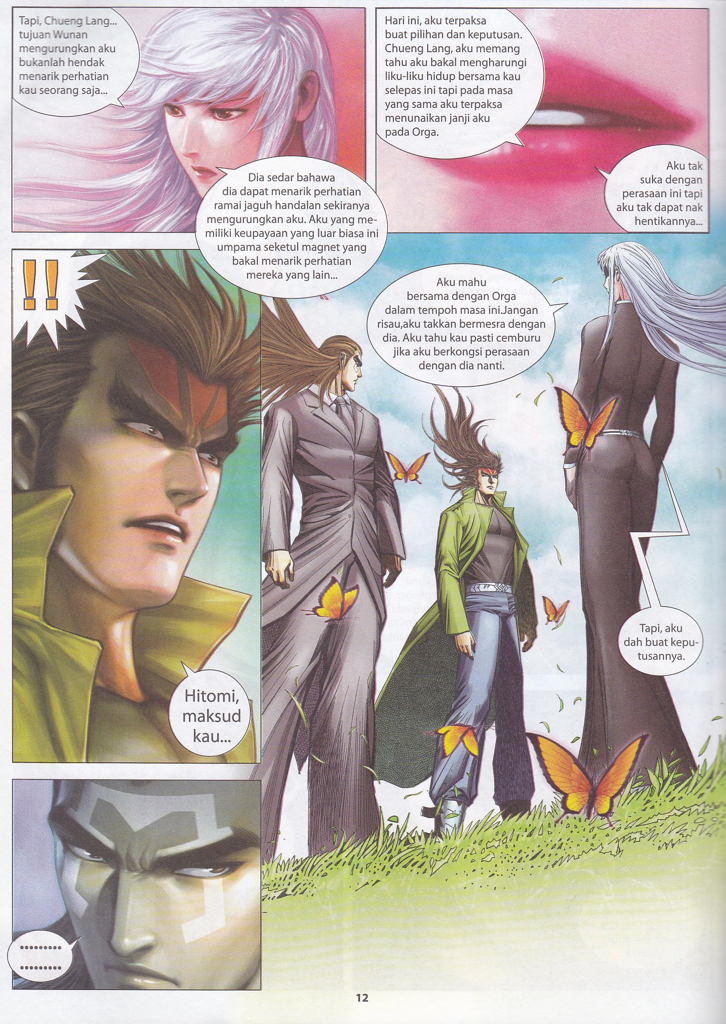 Tapi, Chueng Lang...
tujuan Wunan
mengurungkan aku
bukanlah hendak
menarik perhatian
kau seorang saja...
Dia sedar bahawa
dia dapat menarik perhatian
ramai jaguh handalan sekiranya
mengurungkan aku. Aku yang me-
miliki keupayaan yang luar biasa ini
umpama seketul magnet yang
bakal menarik perhatian
mereka yang lain...
Hari ini, aku terpaksa
buat pilihan dan keputusan.
Chueng Lang, aku memang
tahu aku bakal mengharungi
liku-liku hidup bersama kau
selepas ini tapi pada masa
yang sama aku terpaksa
menunaikan janji aku
pada Orga.
Aku tak
suka dengan
perasaan ini tapi
aku tak dapat nak
hentikannya...
!!
Hitomi,
maksud
kau...
Aku mahu
bersama dengan Orga
dalam tempoh masa ini.Jangan
risau,aku takkan bermesra dengan
dia. Aku tahu kau pasti cemburu
jika aku berkongsi perasaan
dengan dia nanti.
Tapi, aku
dah buat kepu-
tusannya.
..........
..........
12